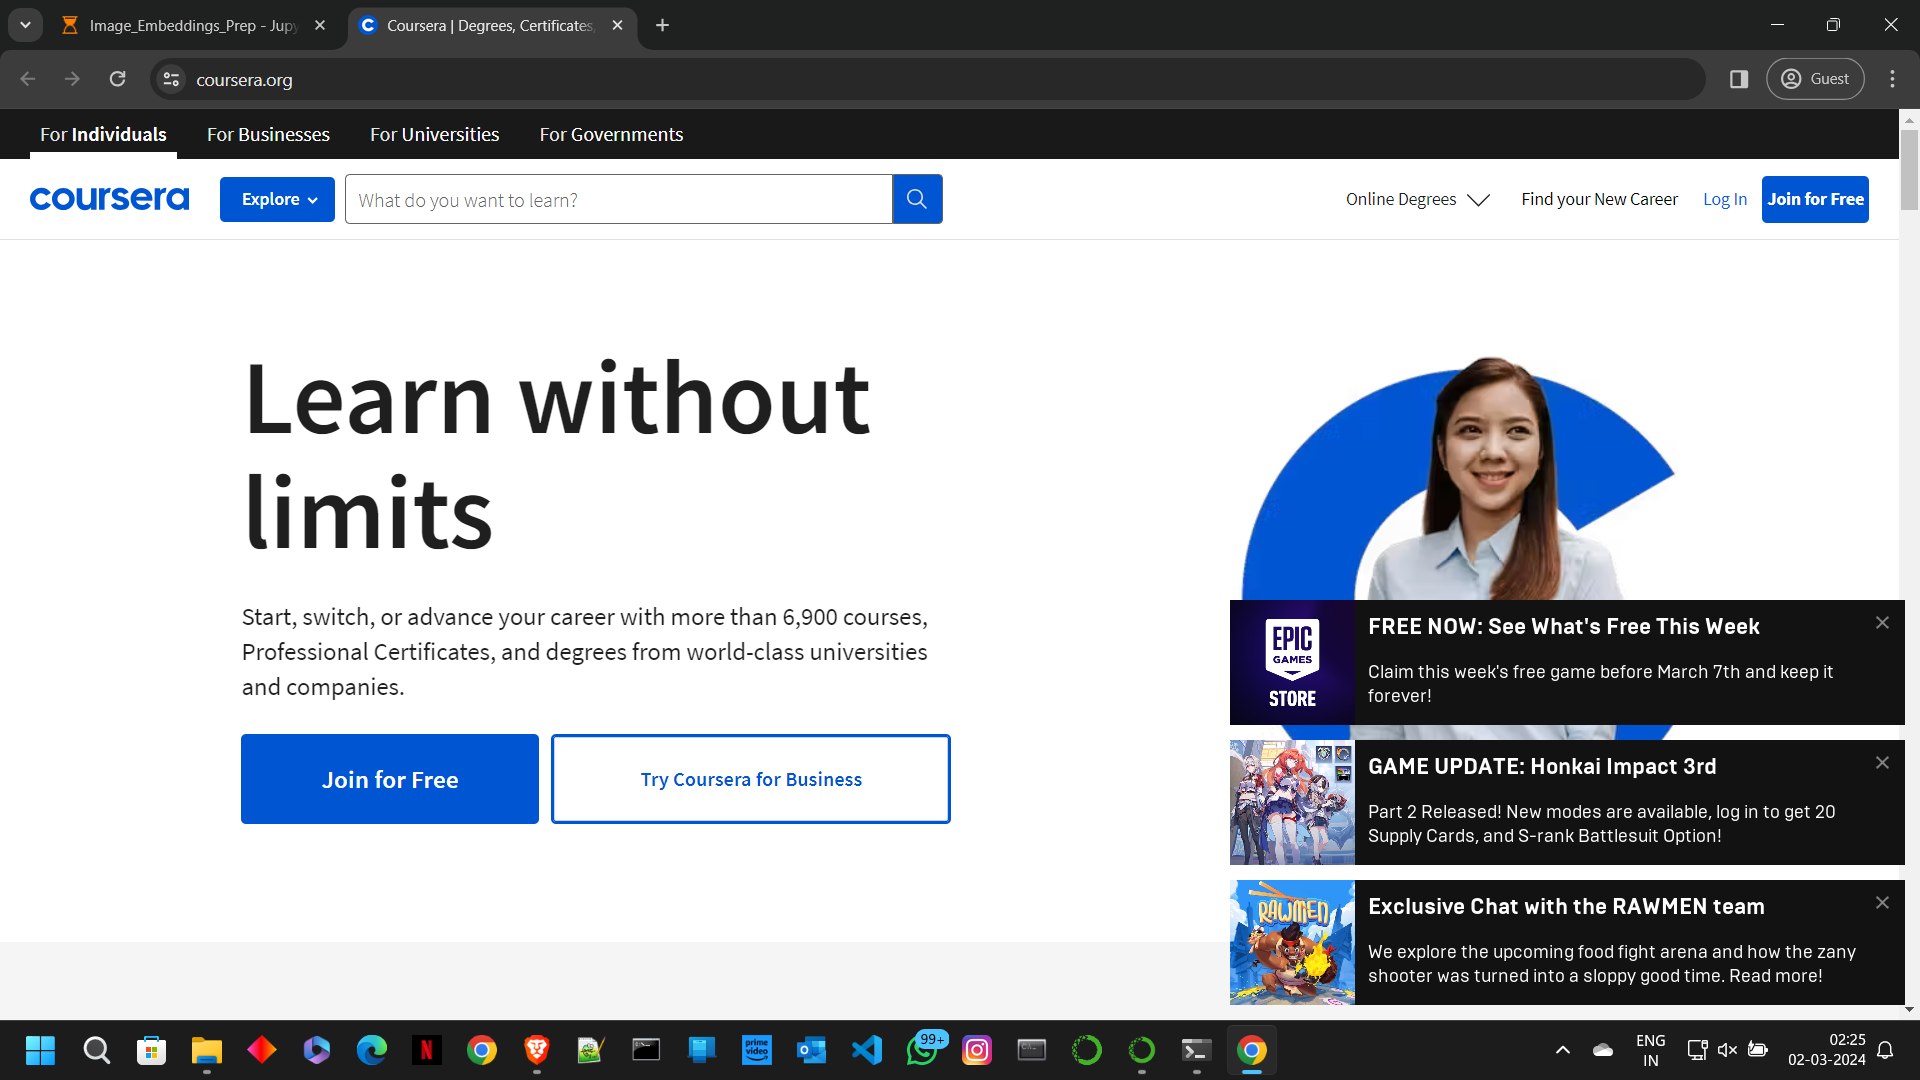 Image_Embeddings_Prep - Jupy
Coursera | Degrees, Certificates,
coursera.org
Guest
For Individuals
For Businesses
For Universities
For Governments
coursera
Explore
What do you want to learn?
Online Degrees
Find your New Career
Log In
Join for Free
Learn without
limits
Start, switch, or advance your career with more than 6,900 courses,
Professional Certificates, and degrees from world-class universities
and companies.
Join for Free
Try Coursera for Business
EPIC
GAMES
STORE
FREE NOW: See What's Free This Week
Claim this week's free game before March 7th and keep it
forever!
GAME UPDATE: Honkai Impact 3rd
Part 2 Released! New modes are available, log in to get 20
Supply Cards, and S-rank Battlesuit Option!
RAWMEN
Exclusive Chat with the RAWMEN team
We explore the upcoming food fight arena and how the zany
shooter was turned into a sloppy good time. Read more!
prime
video
99+
ENG
IN
02:25
02-03-2024